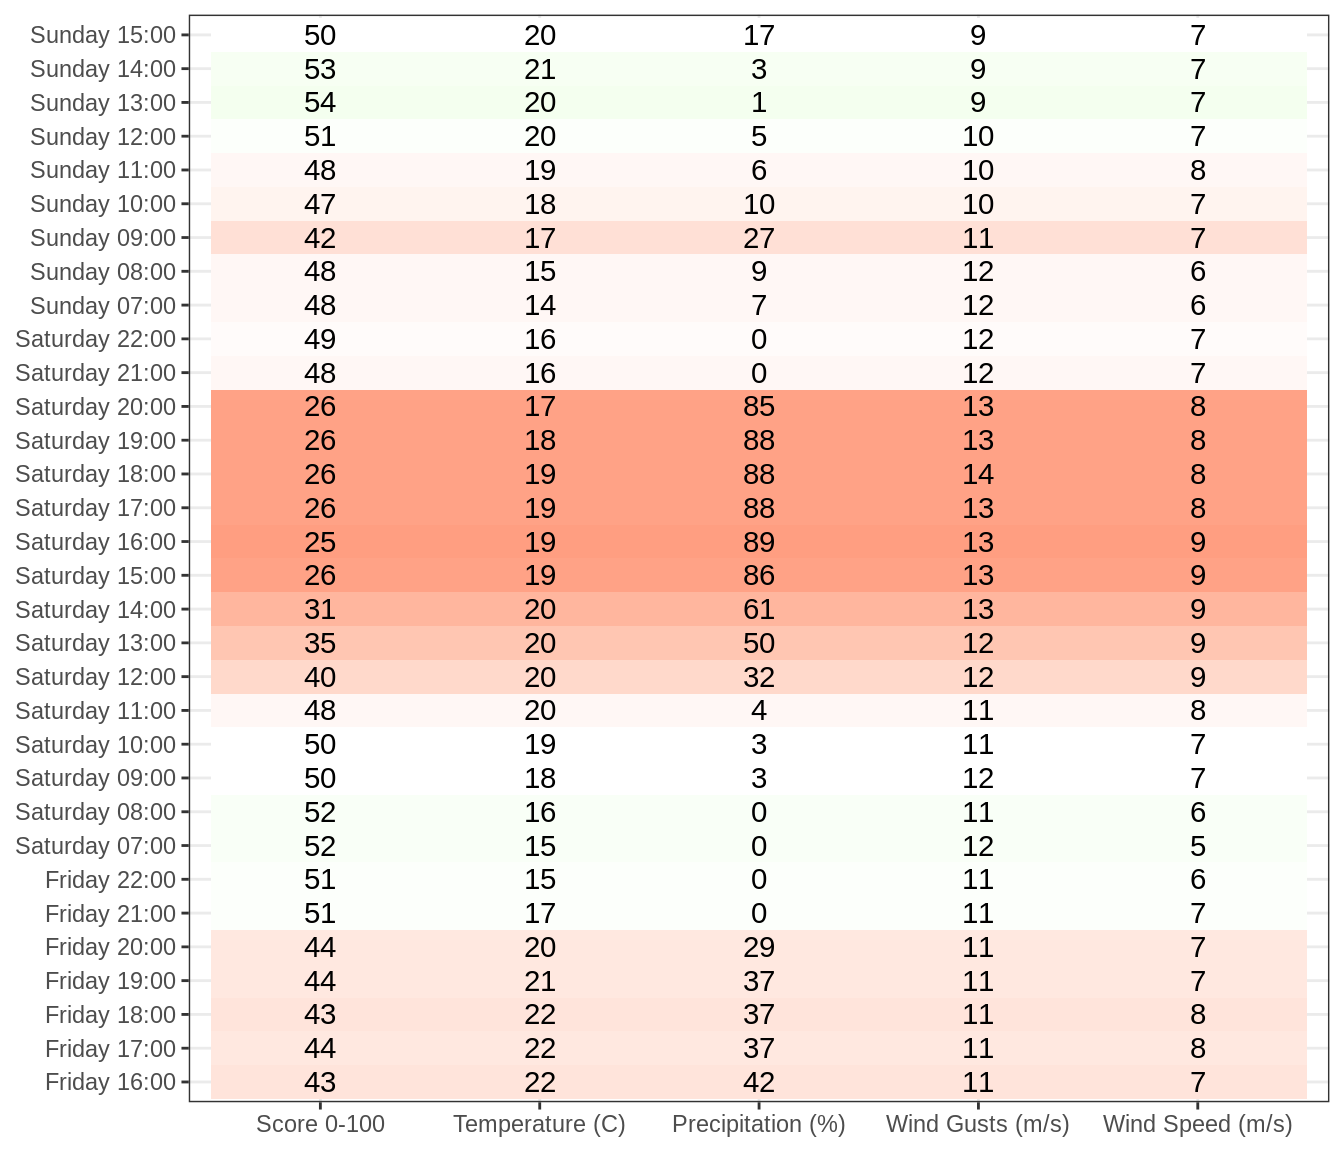 Sunday 15:00 50 20 17 9 7
Sunday 14:00 53 21 3 9 7
Sunday 13:00 54 20 1 9 7
Sunday 12:00 51 20 5 10 7
Sunday 11:00 48 19 6 10 8
Sunday 10:00 47 18 10 10 7
Sunday 09:00 42 17 27 11 7
Sunday 08:00 48 15 9 12 6
Sunday 07:00 48 14 7 12 6
Saturday 22:00 49 16 0 12 7
Saturday 21:00 48 16 0 12 7
Saturday 20:00 26 17 85 13 8
Saturday 19:00 26 18 88 13 8
Saturday 18:00 26 19 88 14 8
Saturday 17:00 26 19 88 13 8
Saturday 16:00 25 19 89 13 9
Saturday 15:00 26 19 86 13 9
Saturday 14:00 31 20 61 13 9
Saturday 13:00 35 20 50 12 9
Saturday 12:00 40 20 32 12 9
Saturday 11:00 48 20 4 11 8
Saturday 10:00 50 19 3 11 7
Saturday 09:00 50 18 3 12 7
Saturday 08:00 52 16 0 11 6
Saturday 07:00 52 15 0 12 5
Friday 22:00 51 15 0 11 6
Friday 21:00 51 17 0 11 7
Friday 20:00 44 20 29 11 7
Friday 19:00 44 21 37 11 7
Friday 18:00 43 22 37 11 8
Friday 17:00 44 22 37 11 8
Friday 16:00 43 22 42 11 7
Score 0-100 Temperature (C) Precipitation (%) Wind Gusts (m/s) Wind Speed (m/s)